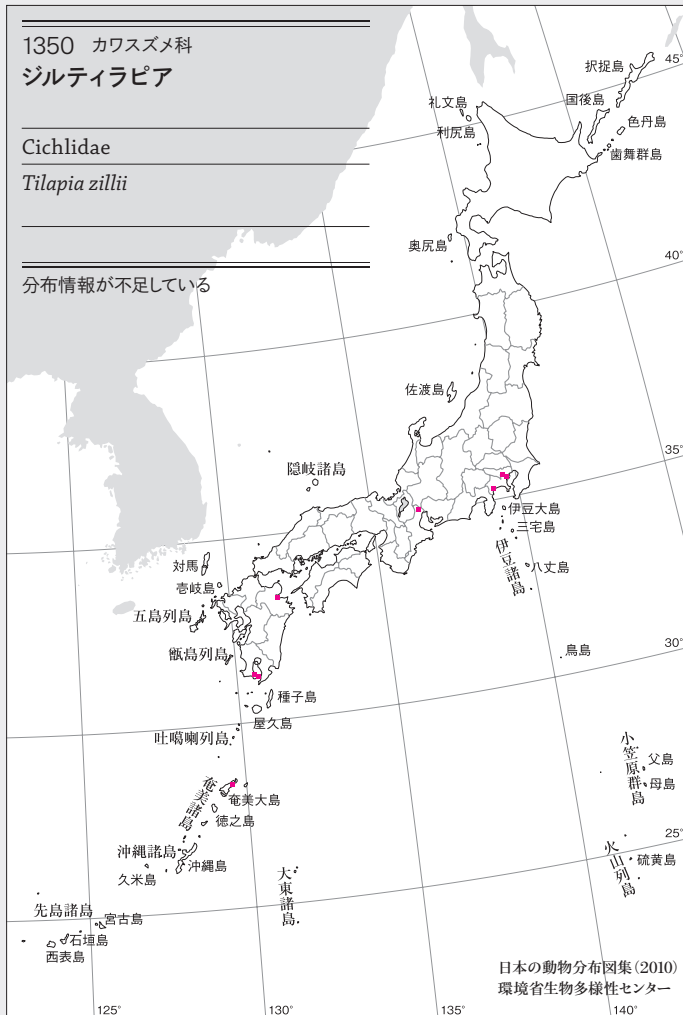 1350 カワスズメ科
ジルティラピア
Cichlidae
Tilapia zillii
分布情報が不足している
45°
択捉島
礼文島
国後島
色丹島
利尻島
歯舞群島
奥尻島
40°
佐渡島
35°
隠岐諸島
伊豆大島
三宅島
伊豆諸島
八丈島
対馬
壱岐島
五島列島
甑島列島
鳥島
30°
種子島
屋久島
吐噶喇列島
小笠原群島
父島
母島
奄美諸島
奄美大島
徳之島
25°
沖縄諸島
沖縄島
久米島
火山列島
硫黄島
大東諸島
先島諸島
宮古島
石垣島
西表島
日本の動物分布図集(2010)
環境省生物多様性センター
125°
130°
135°
140°